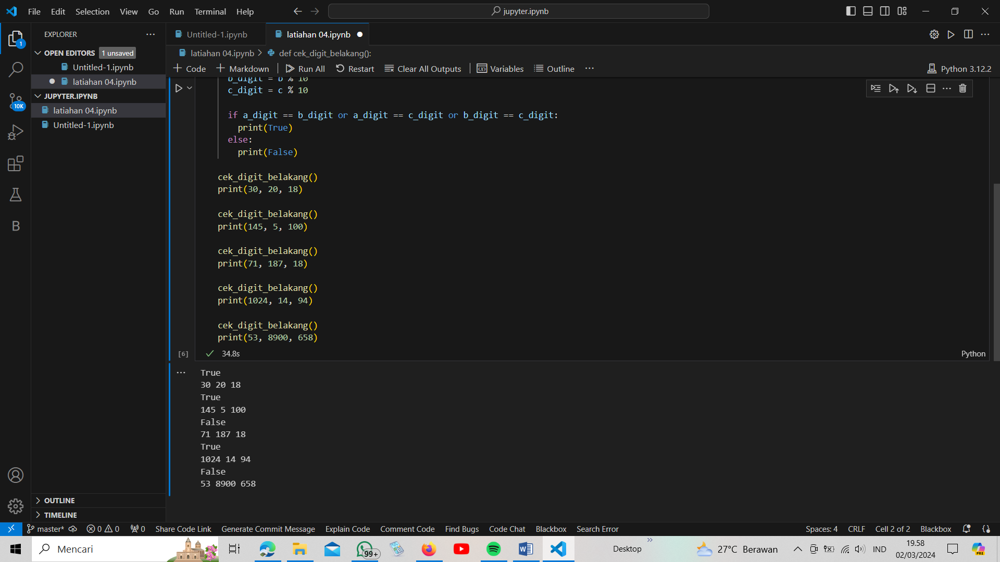 File Edit Selection View Go Run Terminal Help
jupyter.ipynb
EXPLORER
OPEN EDITORS 1 unsaved
Untitled-1.ipynb
latiahan 04.ipynb
JUPYTER.IPYNB
latiahan 04.ipynb
Untitled-1.ipynb
OUTLINE
TIMELINE
1
10K
B
Untitled-1.ipynb
latiahan 04.ipynb
latiahan 04.ipynb > def cek_digit_belakang():
+ Code + Markdown Run All Restart Clear All Outputs Variables Outline ...
Python 3.12.2
b_digit = b % 10
c_digit = c % 10
if a_digit == b_digit or a_digit == c_digit or b_digit == c_digit:
print(True)
else:
print(False)
cek_digit_belakang()
print(30, 20, 18)
cek_digit_belakang()
print(145, 5, 100)
cek_digit_belakang()
print(71, 187, 18)
cek_digit_belakang()
print(1024, 14, 94)
cek_digit_belakang()
print(53, 8900, 658)
[6] 34.8s Python
True
30 20 18
True
145 5 100
False
71 187 18
True
1024 14 94
False
53 8900 658
master* 0 0 0 Share Code Link Generate Commit Message Explain Code Comment Code Find Bugs Code Chat Blackbox Search Error Spaces: 4 CRLF Cell 2 of 2 Blackbox
Mencari 99+ Desktop 27°C Berawan IND 19.58
02/03/2024
PRE